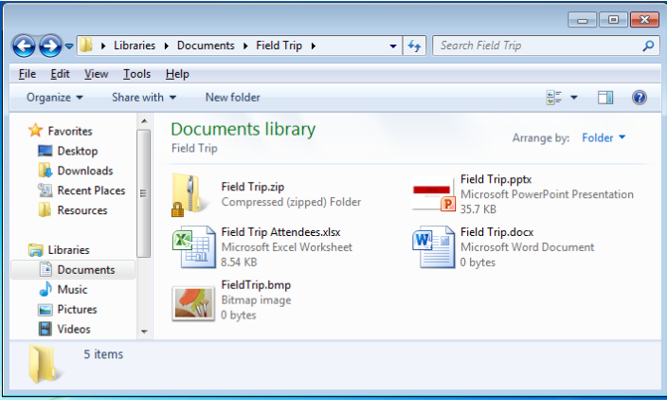 Libraries Documents Field Trip
Search Field Trip
File Edit View Tools Help
Organize Share with New folder
Favorites
Desktop
Downloads
Recent Places
Resources
Libraries
Documents
Music
Pictures
Videos
Documents library
Field Trip
Arrange by: Folder
Field Trip.zip
Compressed (zipped) Folder
Field Trip.pptx
Microsoft PowerPoint Presentation
35.7 KB
Field Trip Attendees.xlsx
Microsoft Excel Worksheet
8.54 KB
Field Trip.docx
Microsoft Word Document
0 bytes
FieldTrip.bmp
Bitmap image
0 bytes
5 items